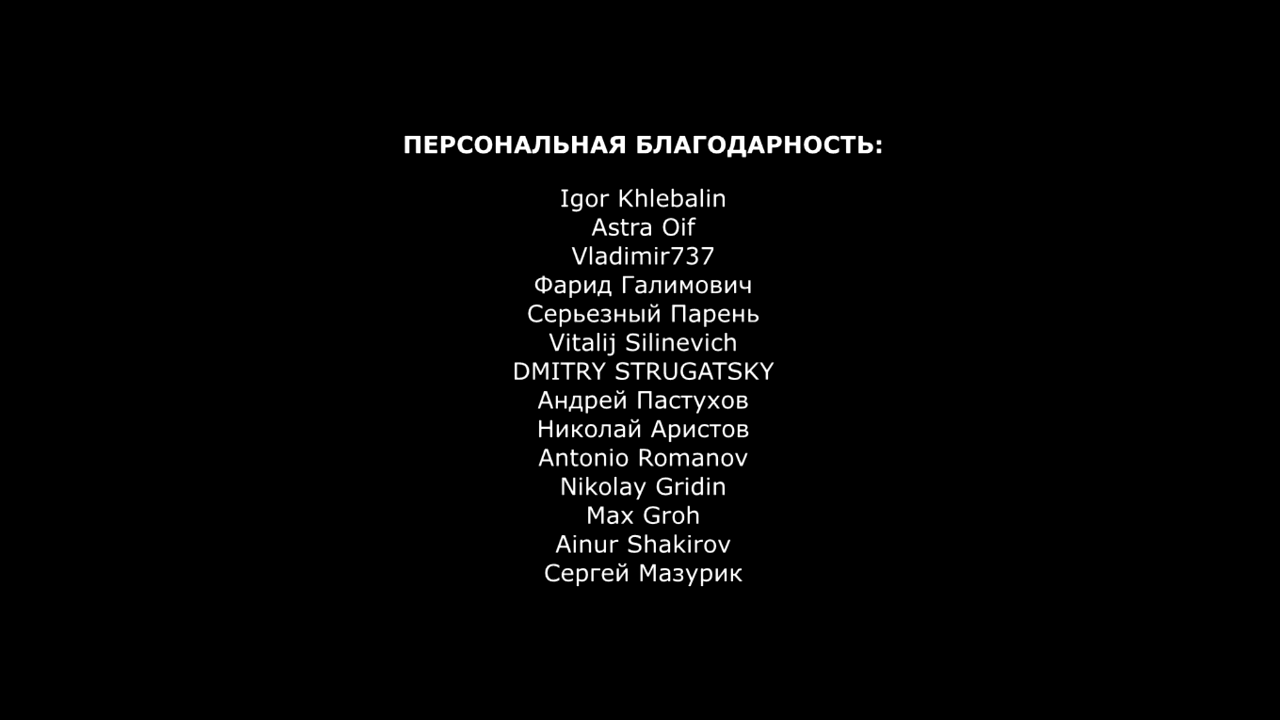 ПЕРСОНАЛЬНАЯ БЛАГОДАРНОСТЬ:
Igor Khlebalin
Astra Oif
Vladimir737
Фарид Галимович
Серьезный Парень
Vitalij Silinevich
DMITRY STRUGATSKY
Андрей Пастухов
Николай Аристов
Antonio Romanov
Nikolay Gridin
Max Groh
Ainur Shakirov
Сергей Мазурик